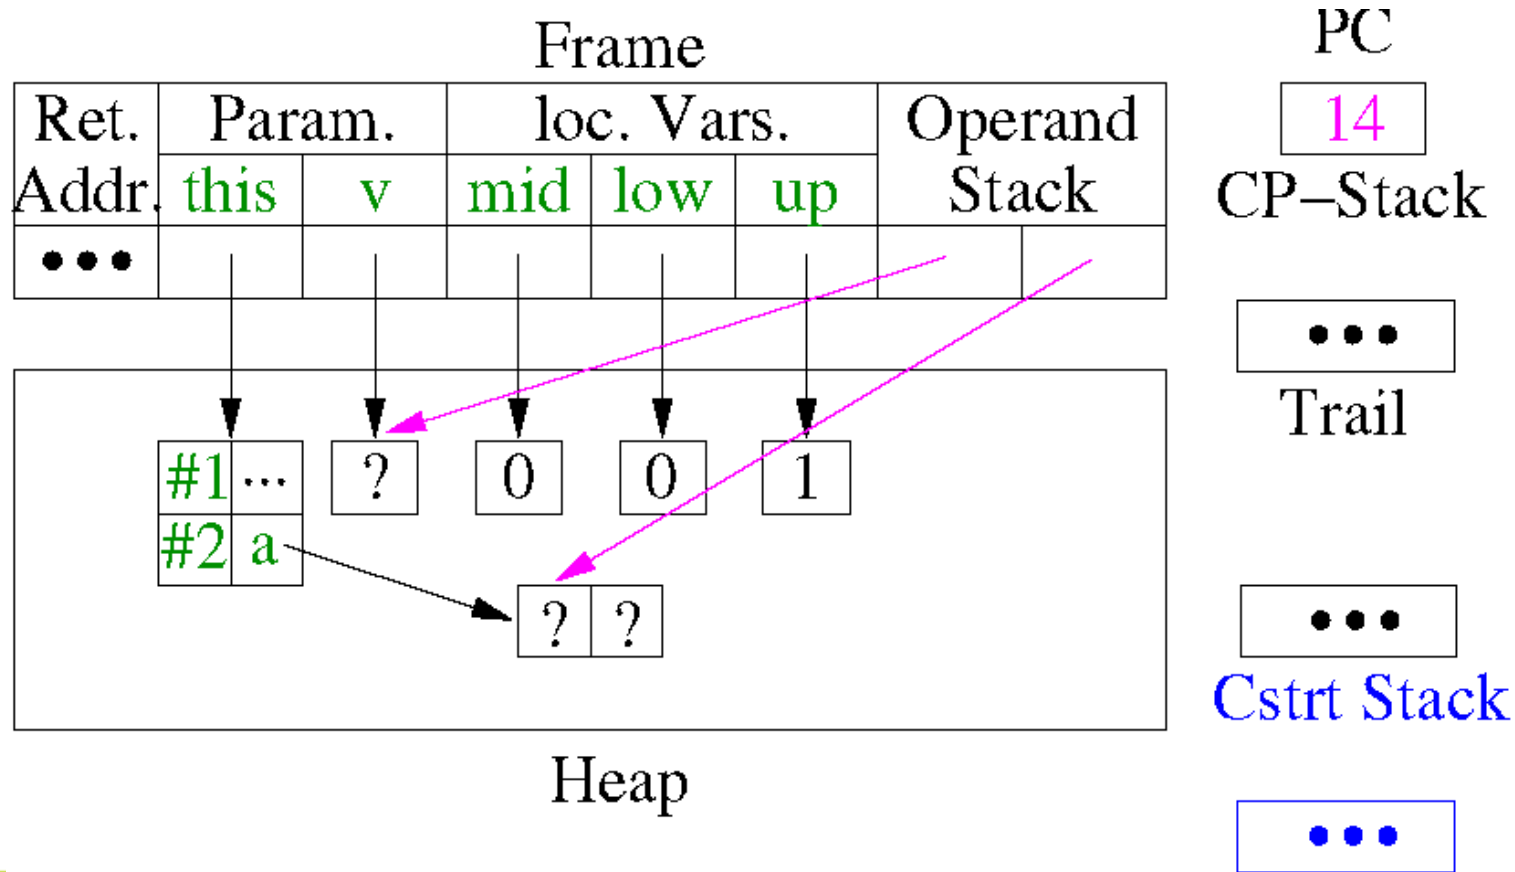 Frame
PC
Ret. Addr.
Param.
loc. Vars.
Operand Stack
14
this v mid low up
CP–Stack
•••
•••
Trail
#1 ... ? 0 0 1
#2 a
? ?
•••
Cstrt Stack
Heap
•••